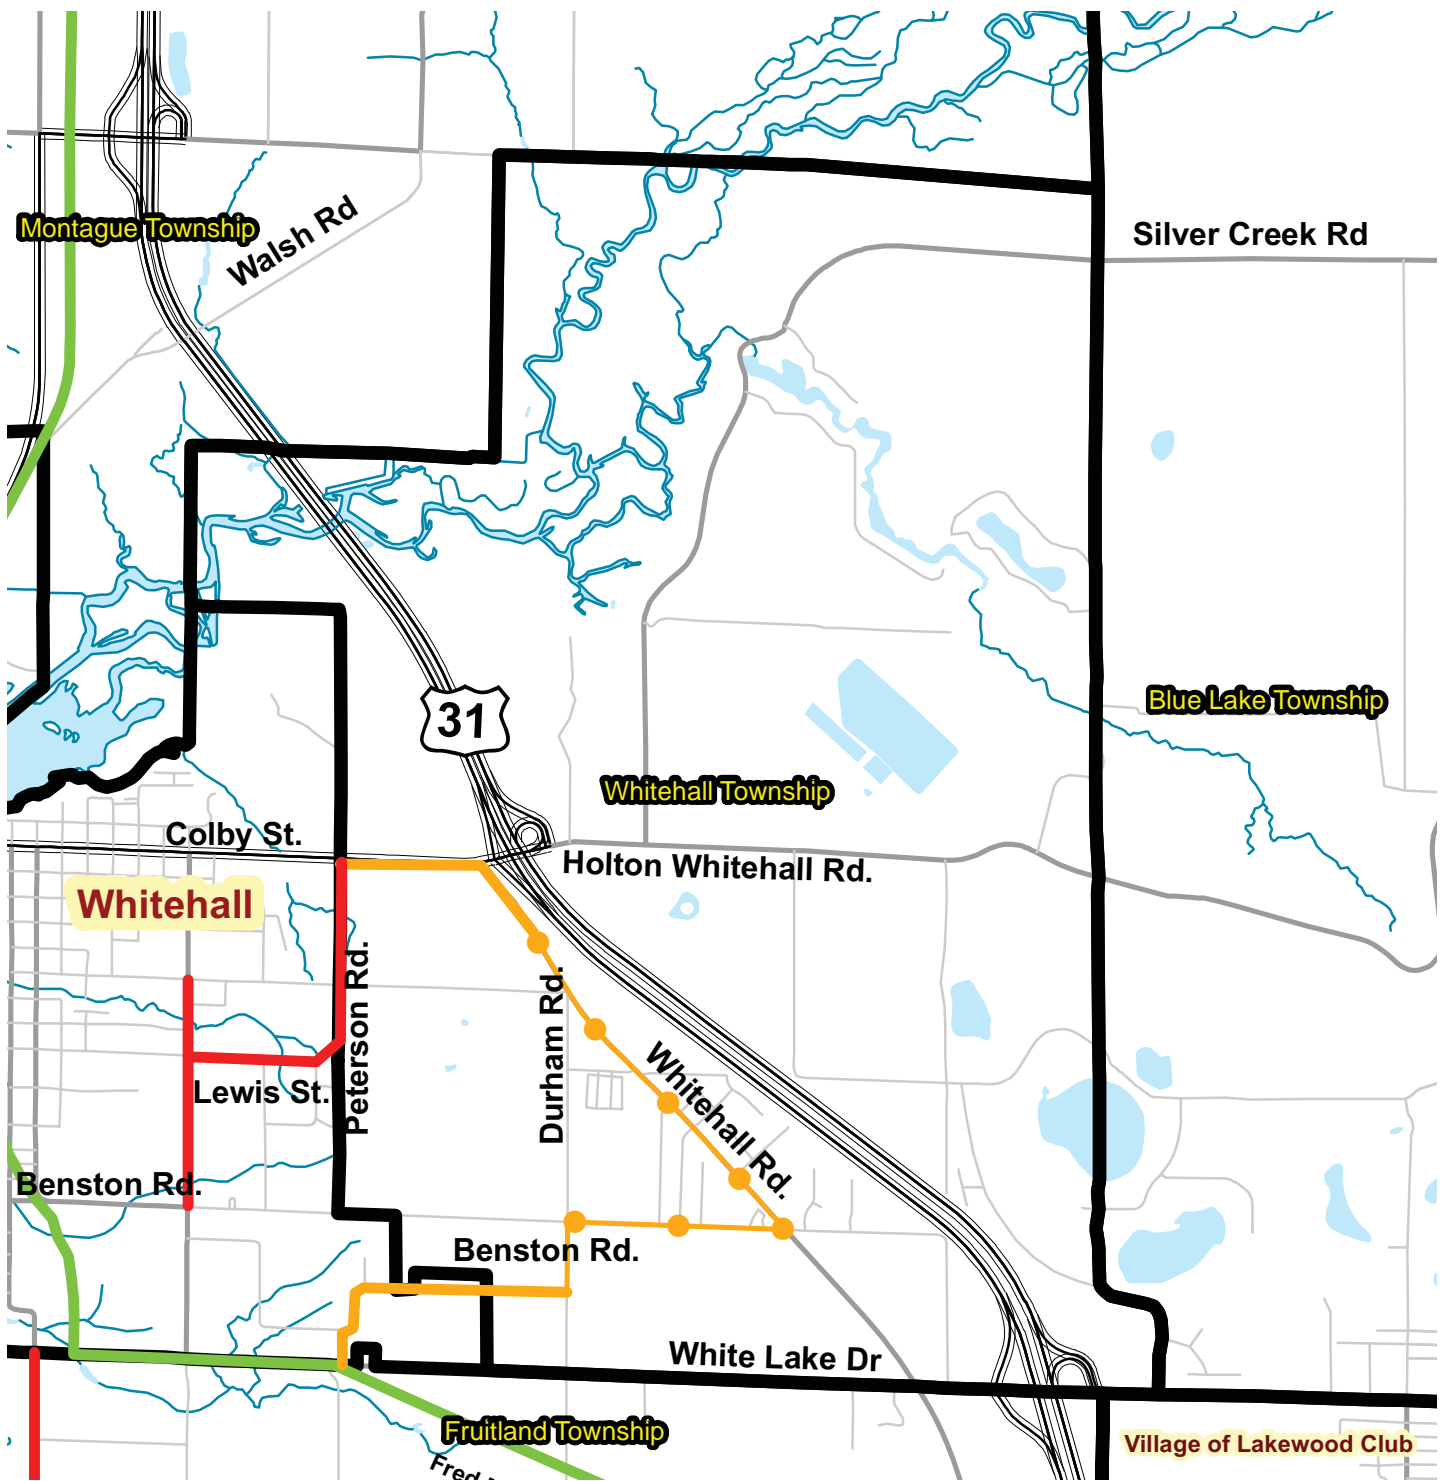 Montague Township
Walsh Rd
Silver Creek Rd
31
Blue Lake Township
Whitehall Township
Colby St.
Holton Whitehall Rd.
Whitehall
Peterson Rd.
Durham Rd.
Whitehall Rd.
Lewis St.
Benston Rd.
Benston Rd.
White Lake Dr
Fruitland Township
Village of Lakewood Club
Fred